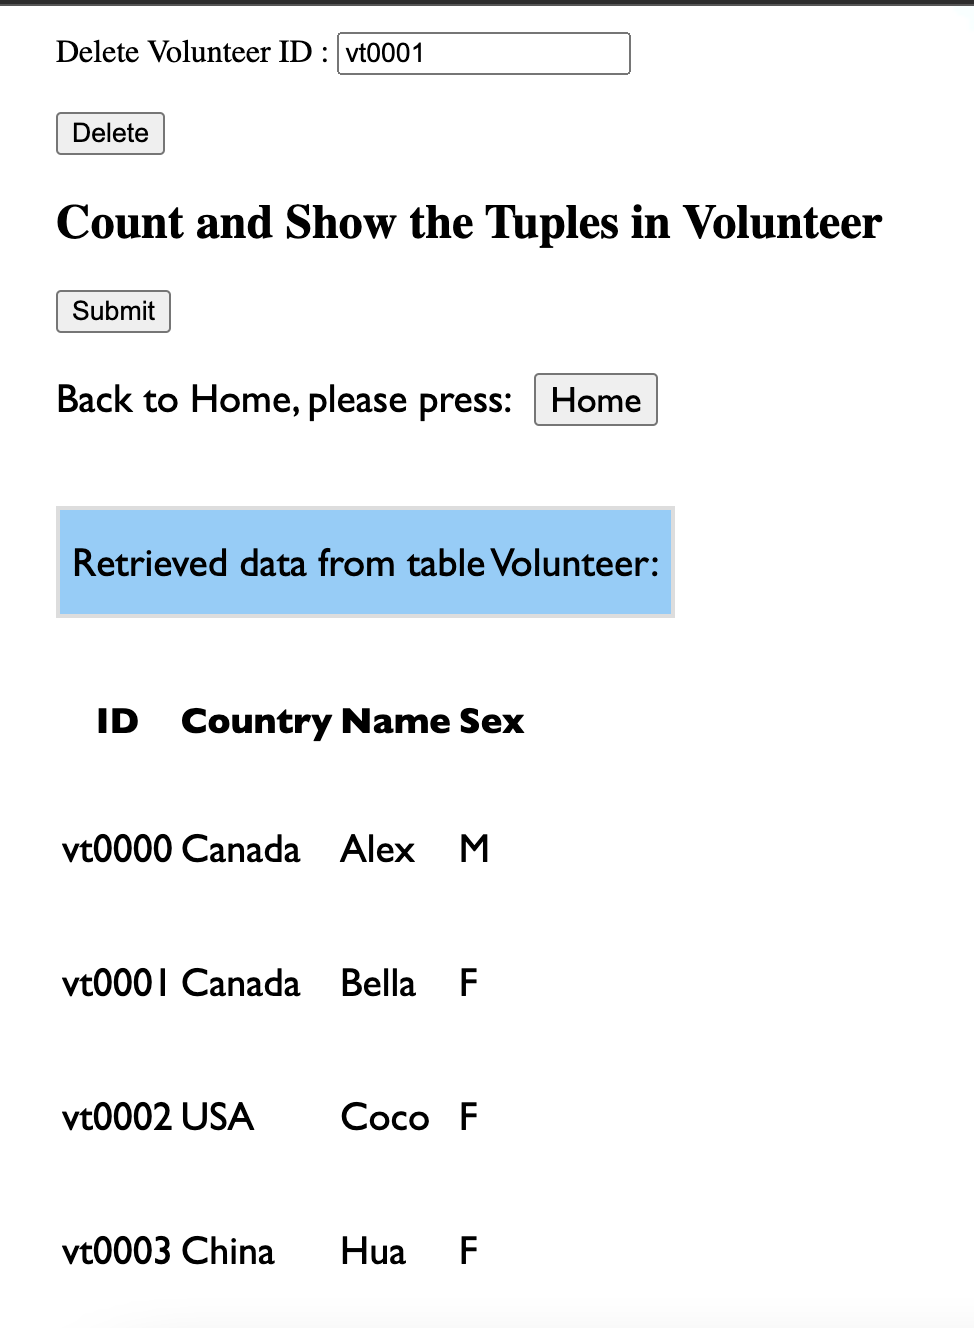 Delete Volunteer ID : vt0001
Delete
Count and Show the Tuples in Volunteer
Submit
Back to Home, please press: Home
Retrieved data from table Volunteer:
ID Country Name Sex
vt0000 Canada Alex M
vt0001 Canada Bella F
vt0002 USA Coco F
vt0003 China Hua F